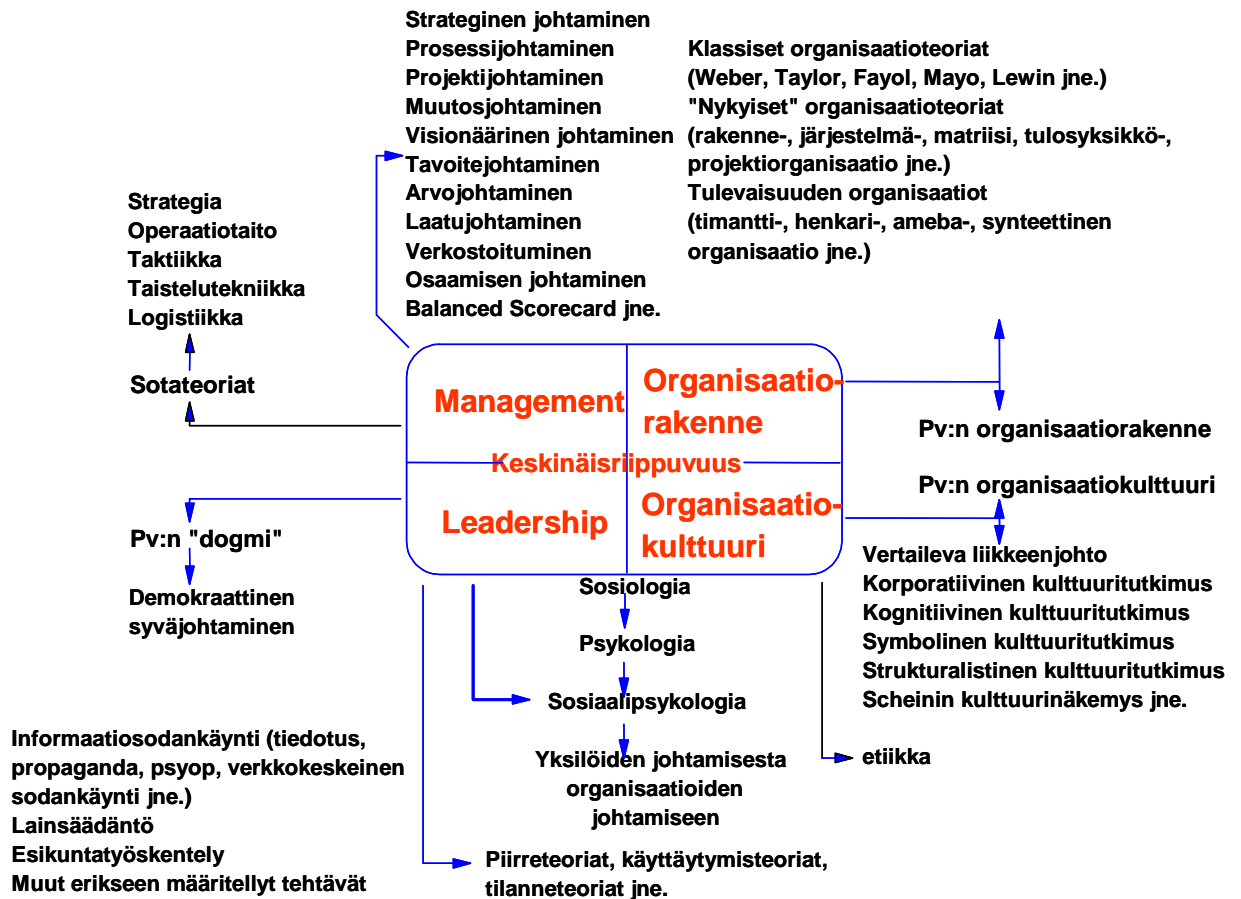 Strateginen johtaminen
Prosessijohtaminen
Projektijohtaminen
Muutosjohtaminen
Visionäärinen johtaminen
Tavoitejohtaminen
Arvojohtaminen
Laatujohtaminen
Verkostoituminen
Osaamisen johtaminen
Balanced Scorecard jne.
Klassiset organisaatioteoriat
(Weber, Taylor, Fayol, Mayo, Lewin jne.)
"Nykyiset" organisaatioteoriat
(rakenne-, järjestelmä-, matriisi, tulosyksikkö-,
projektiorganisaatio jne.)
Tulevaisuuden organisaatiot
(timantti-, henkari-, ameba-, synteettinen
organisaatio jne.)
Strategia
Operaatiotaito
Taktiikka
Taistelutekniikka
Logistiikka
Sotateoriat
Management
Organisaatio-
rakenne
Keskinäisriippuvuus
Leadership
Organisaatio-
kulttuuri
Pv:n organisaatiorakenne
Pv:n organisaatiokulttuuri
Pv:n "dogmi"
Demokraattinen
syväjohtaminen
Vertaileva liikkeenjohto
Korporatiivinen kulttuuritutkimus
Kognitiivinen kulttuuritutkimus
Symbolinen kulttuuritutkimus
Strukturalistinen kulttuuritutkimus
Scheinin kulttuurinäkemys jne.
Sosiologia
Psykologia
Sosiaalipsykologia
Yksilöiden johtamisesta
organisaatioiden
johtamiseen
etiikka
Informaatiosodankäynti (tiedotus,
propaganda, psyop, verkkokeskeinen
sodankäynti jne.)
Lainsäädäntö
Esikuntatyöskentely
Muut erikseen määritellyt tehtävät
Piirreteoriat, käyttäytymisteoriat,
tilanneteoriat jne.